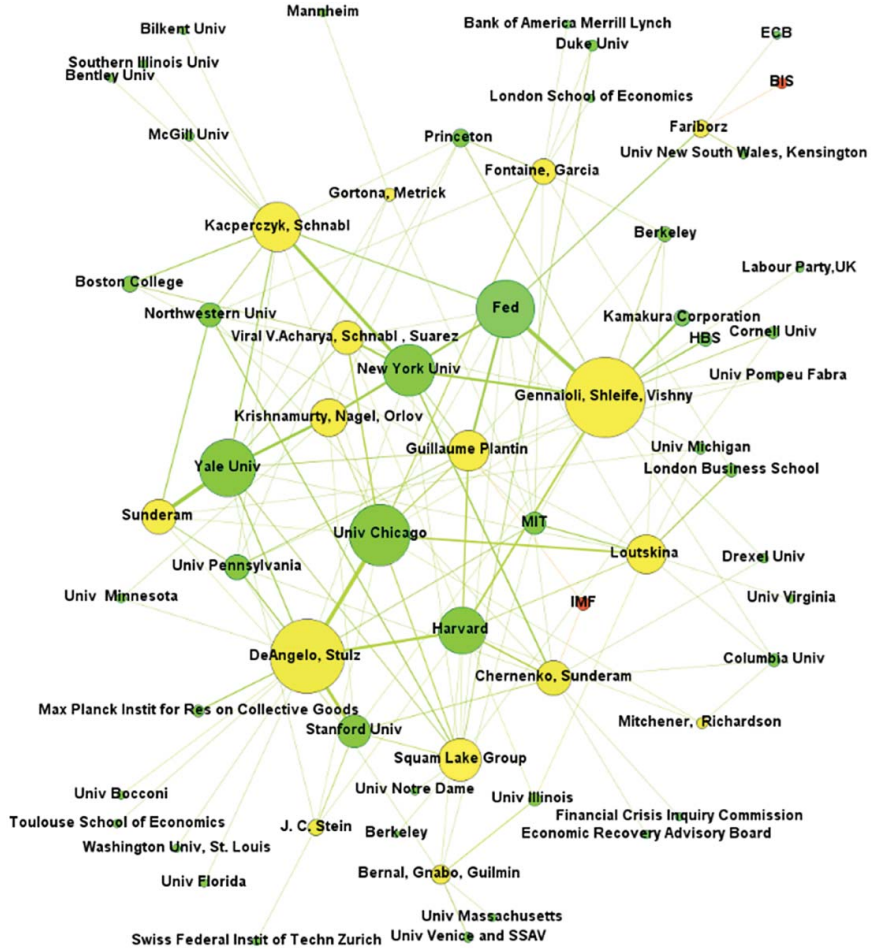 Mannheim
Bank of America Merrill Lynch
Bilkent Univ
ECB
Duke Univ
Southern Illinois Univ
Bentley Univ
BIS
London School of Economics
McGill Univ
Princeton
Fariborz
Univ New South Wales, Kensington
Fontaine, Garcia
Gortona, Metrick
Kacperczyk, Schnabl
Berkeley
Labour Party,UK
Boston College
Northwestern Univ
Fed
Kamakura Corporation
Viral V.Acharya, Schnabl , Suarez
HBS
Cornell Univ
New York Univ
Univ Pompeu Fabra
Gennaioli, Shleife, Vishny
Krishnamurty, Nagel, Orlov
Guillaume Plantin
Univ Michigan
Yale Univ
London Business School
Sunderam
MIT
Univ Chicago
Loutskina
Drexel Univ
Univ Pennsylvania
Univ Minnesota
IMF
Univ Virginia
Harvard
DeAngelo, Stulz
Columbia Univ
Chernenko, Sunderam
Max Planck Instit for Res on Collective Goods
Mitchener, Richardson
Stanford Univ
Squam Lake Group
Univ Notre Dame
Univ Bocconi
Univ Illinois
Financial Crisis Inquiry Commission
Toulouse School of Economics
J. C. Stein
Berkeley
Economic Recovery Advisory Board
Washington Univ, St. Louis
Bernal, Gnabo, Guilmin
Univ Florida
Univ Massachusetts
Swiss Federal Instit of Techn Zurich
Univ Venice and SSAV